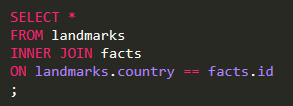 SELECT *
FROM landmarks
INNER JOIN facts
ON landmarks.country == facts.id
;